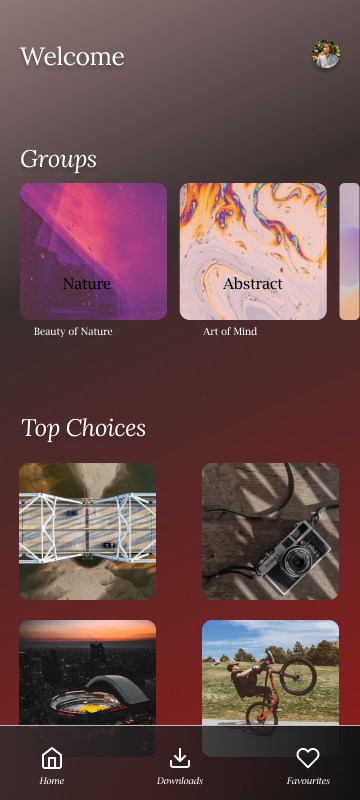 Welcome
Groups
Nature
Abstract
Beauty of Nature
Art of Mind
Top Choices
Home
Downloads
Favourites